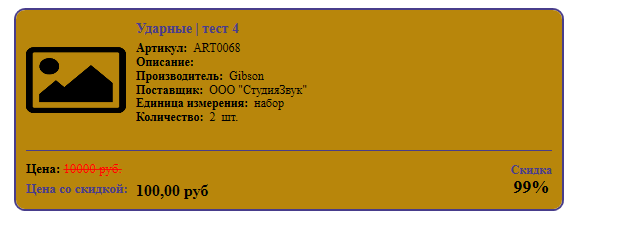 Ударные | тест 4
Артикул: ART0068
Описание:
Производитель: Gibson
Поставщик: ООО "СтудияЗвук"
Единица измерения: набор
Количество: 2 шт.
Цена: 10000 руб.
Скидка
Цена со скидкой: 100,00 руб
99%